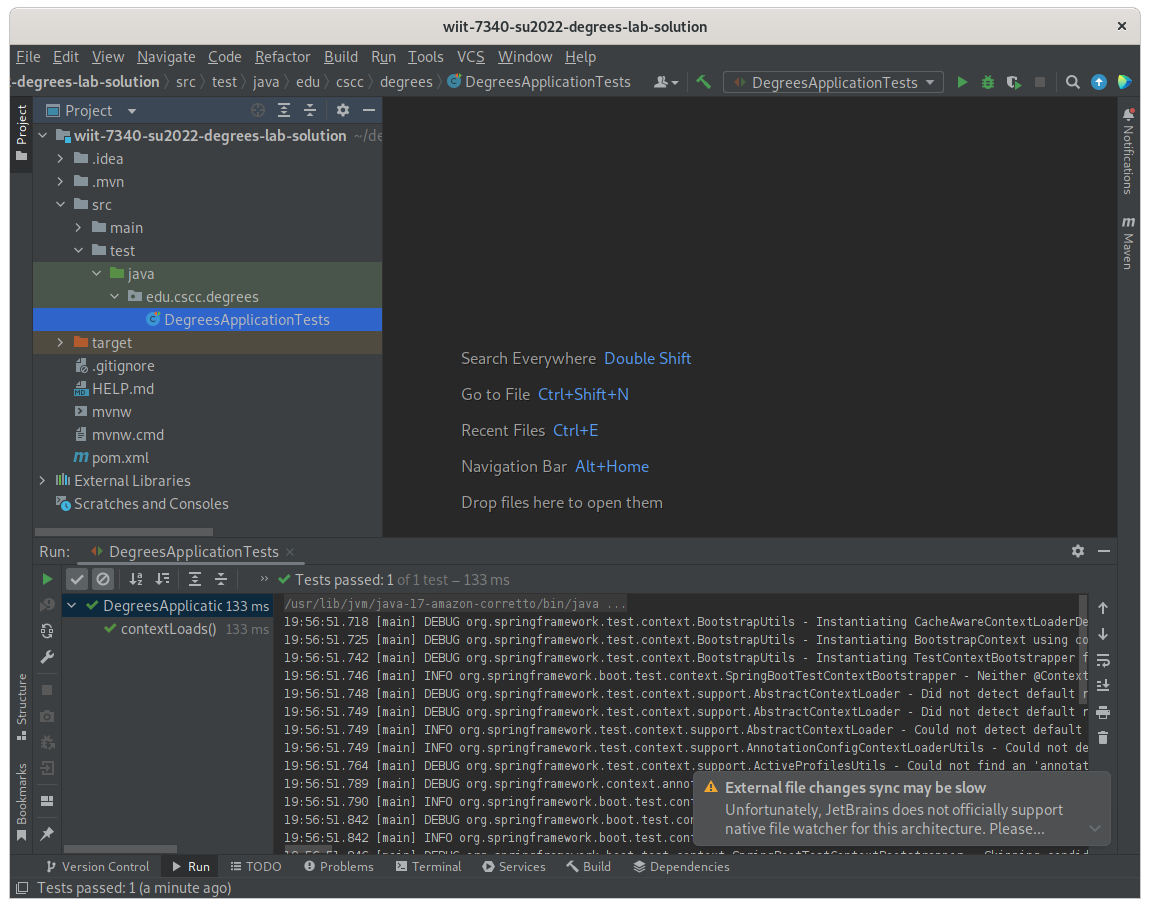 wiit-7340-su2022-degrees-lab-solution
File Edit View Navigate Code Refactor Build Run Tools VCS Window Help
-degrees-lab-solution src test java edu cscc degrees DegreesApplicationTests DegreesApplicationTests
Project
Project
wiit-7340-su2022-degrees-lab-solution ~/de
.idea
.mvn
src
main
test
java
edu.cscc.degrees
DegreesApplicationTests
target
.gitignore
HELP.md
mvnw
mvnw.cmd
pom.xml
External Libraries
Scratches and Consoles
Search Everywhere Double Shift
Go to File Ctrl+Shift+N
Recent Files Ctrl+E
Navigation Bar Alt+Home
Drop files here to open them
Notifications
Maven
Run: DegreesApplicationTests
Tests passed: 1 of 1 test – 133 ms
DegreesApplicatic 133 ms
contextLoads() 133 ms
/usr/lib/jvm/java-17-amazon-corretto/bin/java ...
19:56:51.718 [main] DEBUG org.springframework.test.context.BootstrapUtils - Instantiating CacheAwareContextLoaderDe
19:56:51.725 [main] DEBUG org.springframework.test.context.BootstrapUtils - Instantiating BootstrapContext using co
19:56:51.742 [main] DEBUG org.springframework.test.context.BootstrapUtils - Instantiating TestContextBootstrapper f
19:56:51.746 [main] INFO org.springframework.boot.test.context.SpringBootTestContextBootstrapper - Neither @Context
19:56:51.748 [main] DEBUG org.springframework.test.context.support.AbstractContextLoader - Did not detect default r
19:56:51.749 [main] DEBUG org.springframework.test.context.support.AbstractContextLoader - Did not detect default r
19:56:51.749 [main] INFO org.springframework.test.context.support.AbstractContextLoader - Could not detect default
19:56:51.749 [main] INFO org.springframework.test.context.support.AnnotationConfigContextLoaderUtils - Could not de
19:56:51.764 [main] DEBUG org.springframework.test.context.support.ActiveProfilesUtils - Could not find an 'annotat
19:56:51.789 [main] DEBUG org.springframework.context.anno
19:56:51.790 [main] INFO org.springframework.boot.test.cont
19:56:51.842 [main] DEBUG org.springframework.boot.test.con
19:56:51.842 [main] INFO org.springframework.boot.test.cont
External file changes sync may be slow
Unfortunately, JetBrains does not officially support
native file watcher for this architecture. Please...
Structure
Bookmarks
Version Control Run TODO Problems Terminal Services Build Dependencies
Tests passed: 1 (a minute ago)